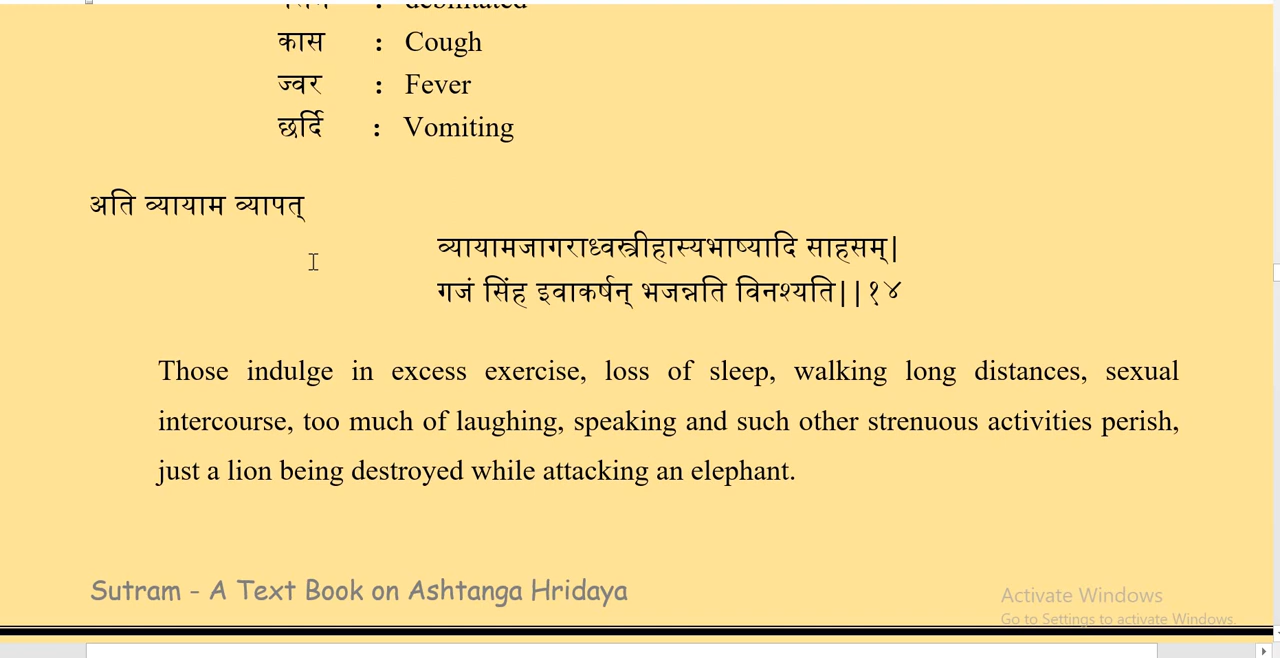 : debilitated
कास : Cough
ज्वर : Fever
छर्दि : Vomiting
अति व्यायाम व्यापत्
व्यायामजागराध्वस्त्रीहास्यभाष्यादि साहसम्|
गजं सिंह इवाकर्षन् भजन्नति विनश्यति||१४
Those indulge in excess exercise, loss of sleep, walking long distances, sexual
intercourse, too much of laughing, speaking and such other strenuous activities perish,
just a lion being destroyed while attacking an elephant.
Sutram - A Text Book on Ashtanga Hridaya
Activate Windows
Go to Settings to activate Windows.